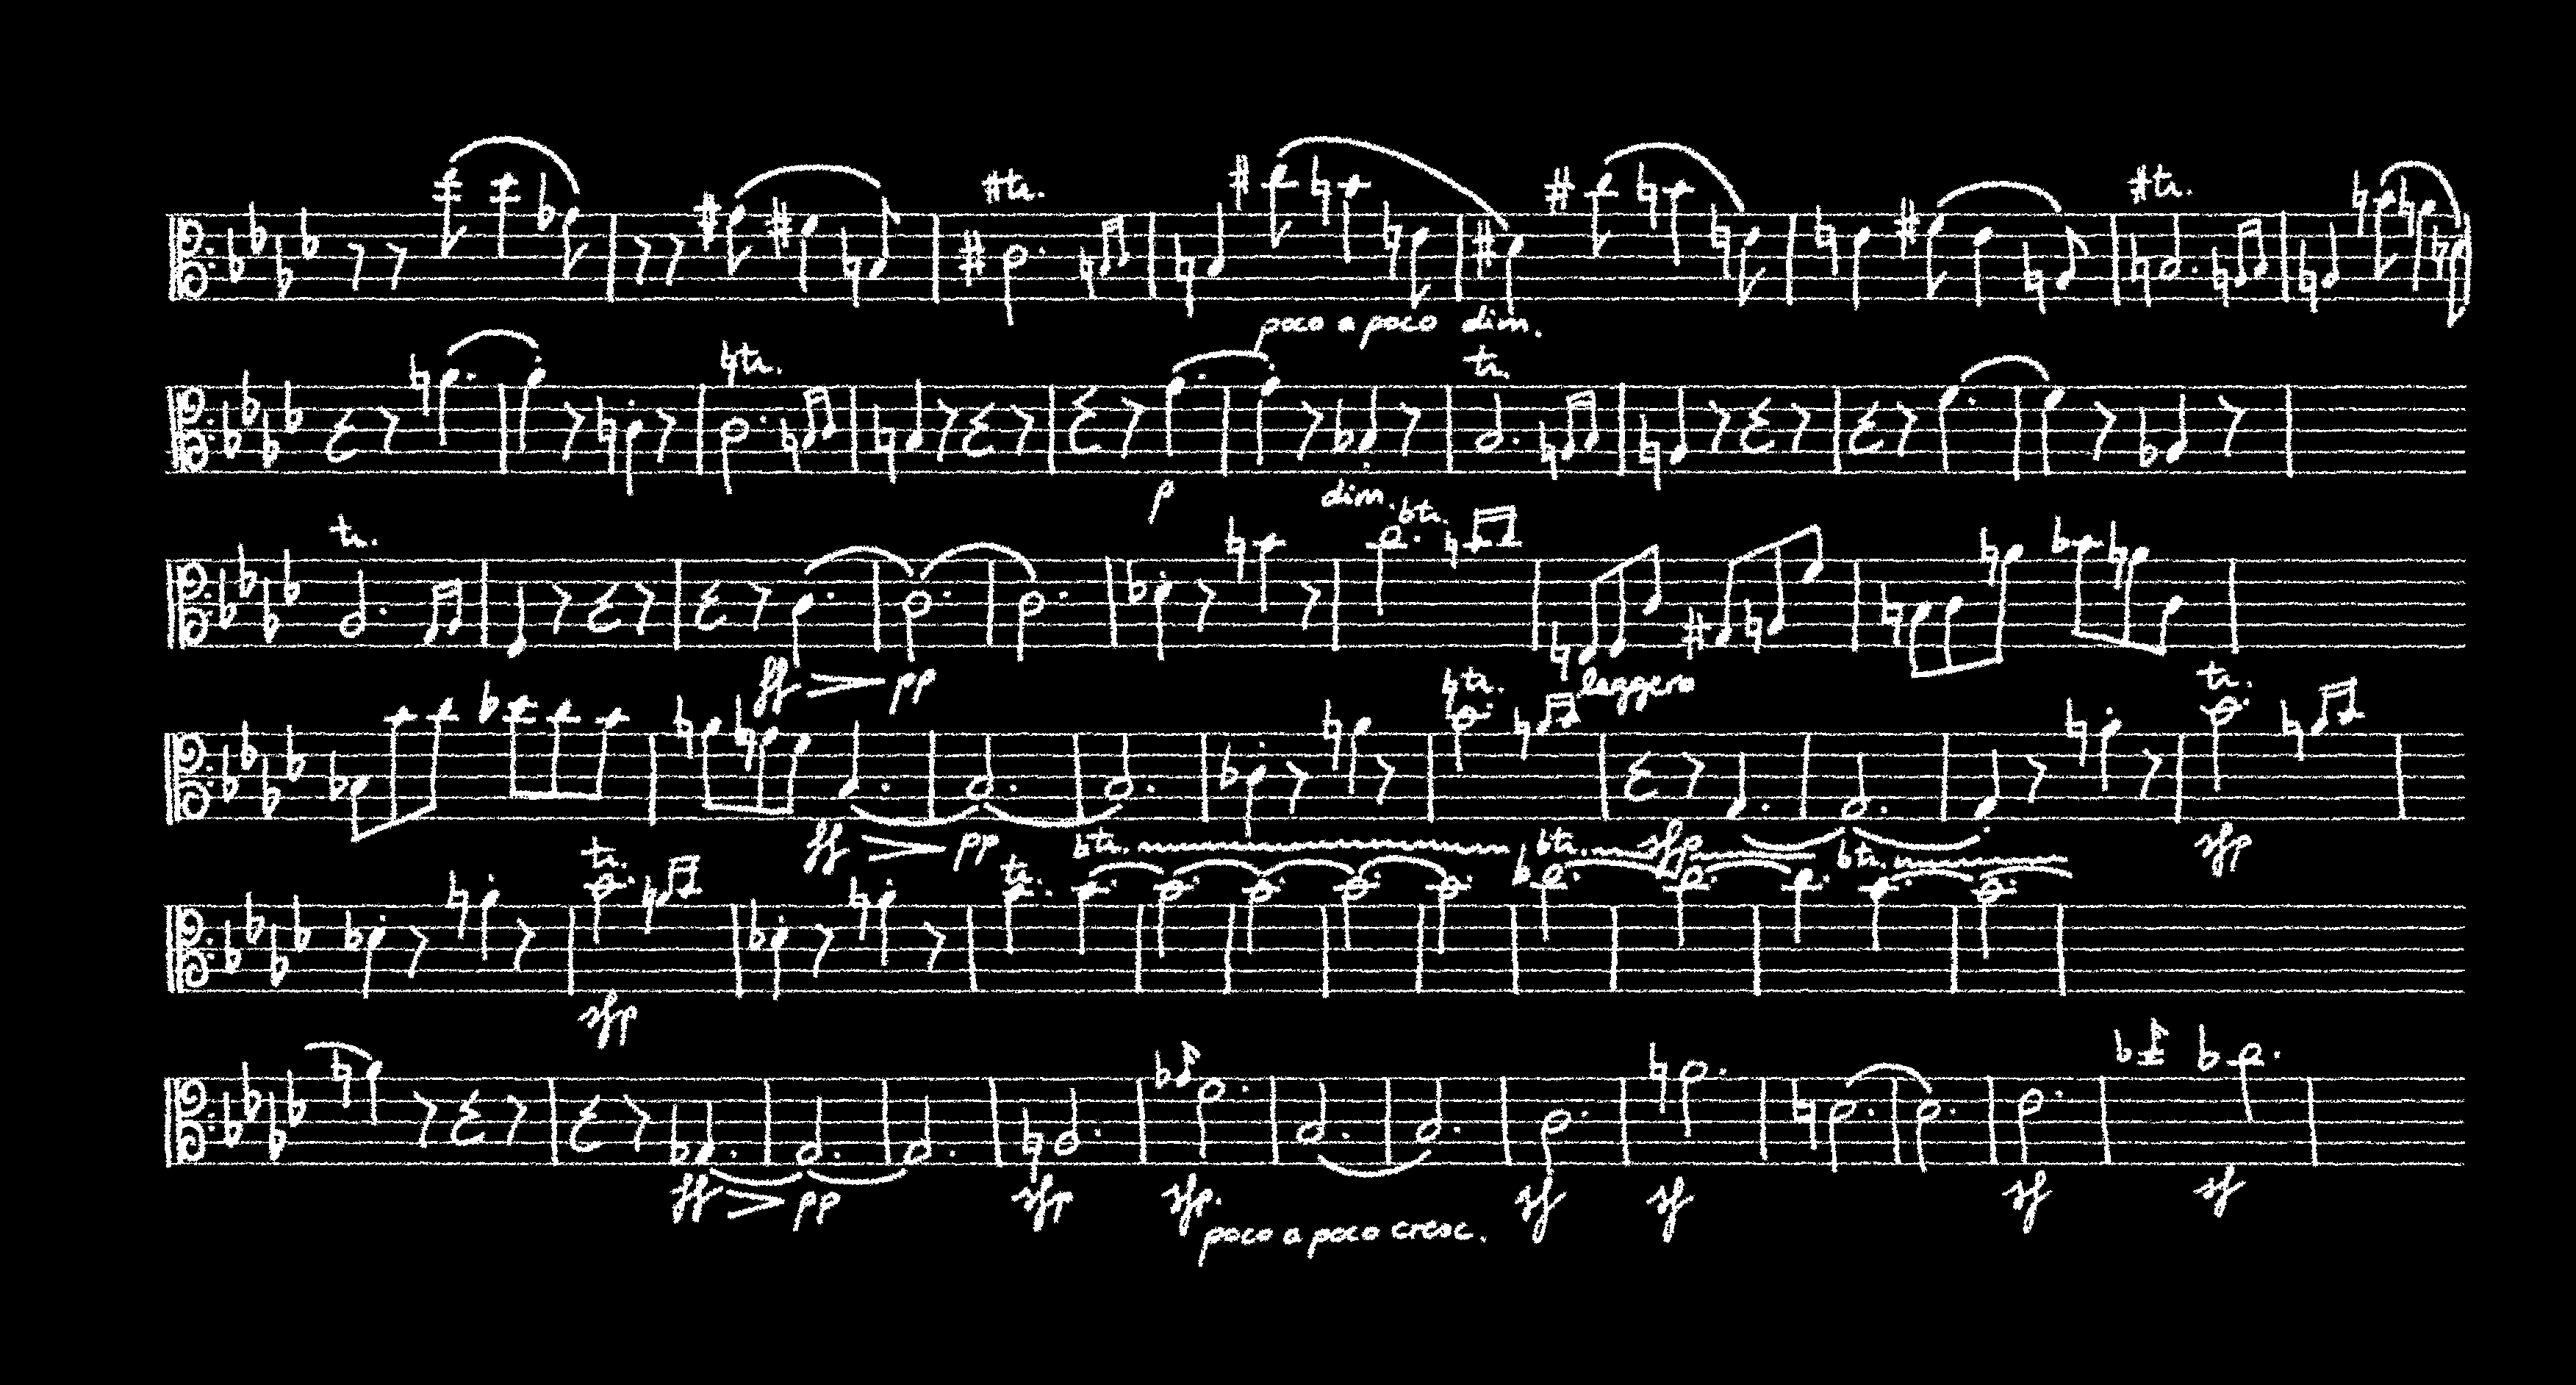 tr. tr.
poco a poco dim.
tr. tr.
p dim.
tr. tr.
ff pp leggero
tr. tr.
ff pp sfp sfp
tr. tr. tr. tr. tr.
sfp
ff pp sfp sfp. sf sf sf sf
poco a poco cresc.